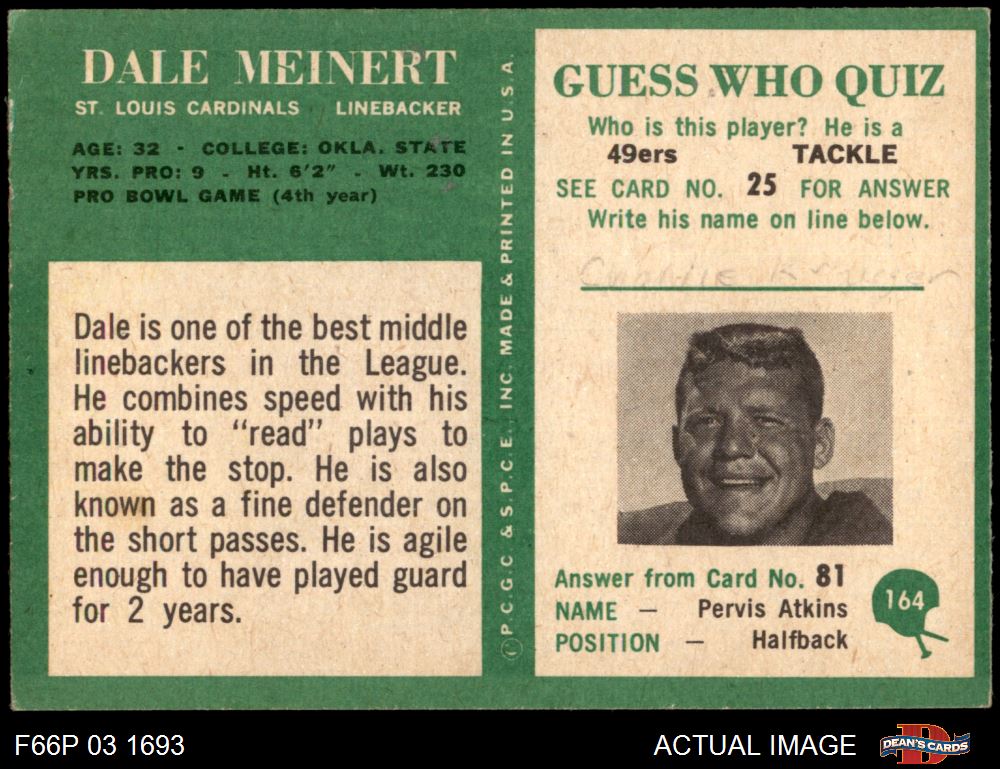 DALE MEINERT
ST. LOUIS CARDINALS LINEBACKER
AGE: 32 - COLLEGE: OKLA. STATE
YRS. PRO: 9 - Ht. 6'2" - Wt. 230
PRO BOWL GAME (4th year)
Dale is one of the best middle
linebackers in the League.
He combines speed with his
ability to "read" plays to
make the stop. He is also
known as a fine defender on
the short passes. He is agile
enough to have played guard
for 2 years.
©P.C.G.C. & S.P.C.E., INC. MADE & PRINTED IN U.S.A.
GUESS WHO QUIZ
Who is this player? He is a
49ers TACKLE
SEE CARD NO. 25 FOR ANSWER
Write his name on line below.
Answer from Card No. 81
NAME — Pervis Atkins
POSITION — Halfback
164
F66P 03 1693
ACTUAL IMAGE
DEAN'S CARDS